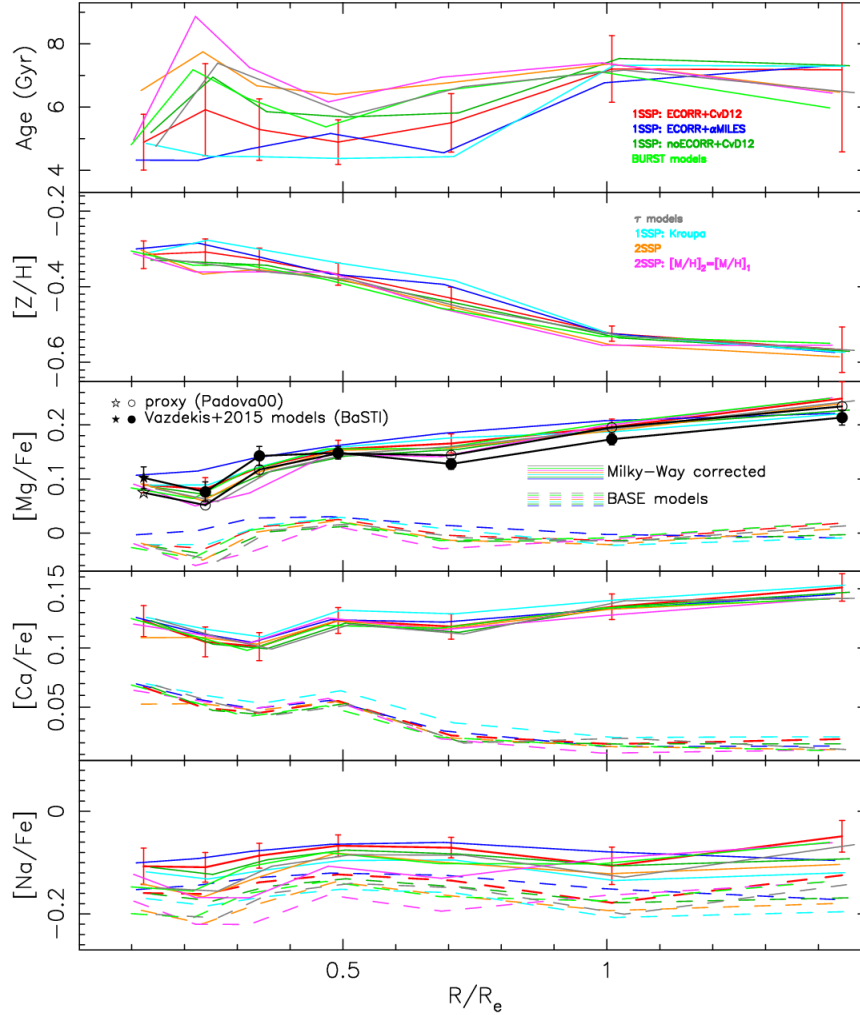 8
6
4
Age (Gyr)
1SSP: ECORR+CvD12
1SSP: ECORR+αMILES
1SSP: noECORR+CvD12
BURST models
−0.2
−0.4
−0.6
[Z/H]
τ models
1SSP: Kroupa
2SSP
2SSP: [M/H]₂=[M/H]₁
0.2
0.1
0
[Mg/Fe]
☆ ○ proxy (Padova00)
★ ● Vazdekis+2015 models (BaSTI)
Milky−Way corrected
BASE models
0.15
0.1
0.05
[Ca/Fe]
5
0
−0.2
[Na/Fe]
0.5
1
R/Rₑ